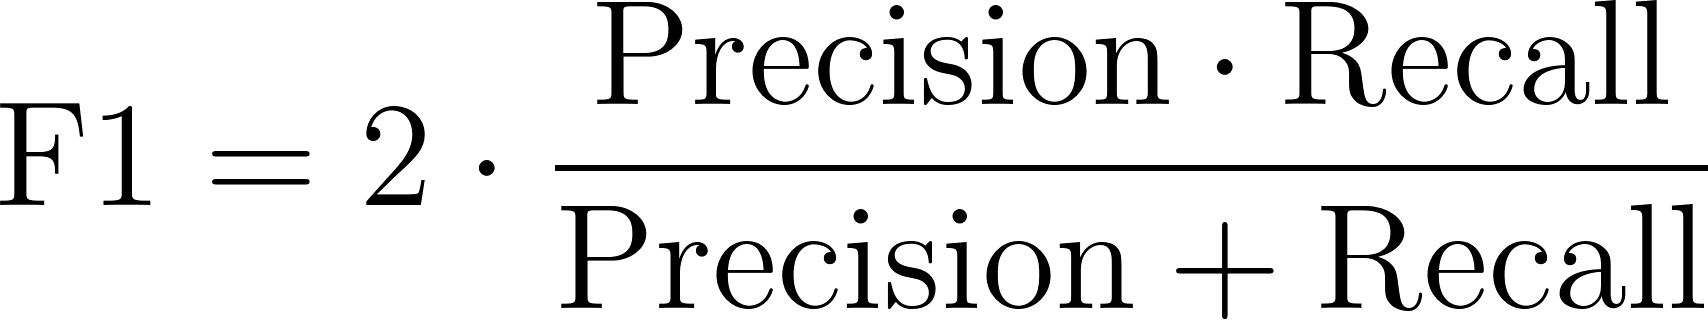 F1 = 2 · Precision · Recall / Precision + Recall